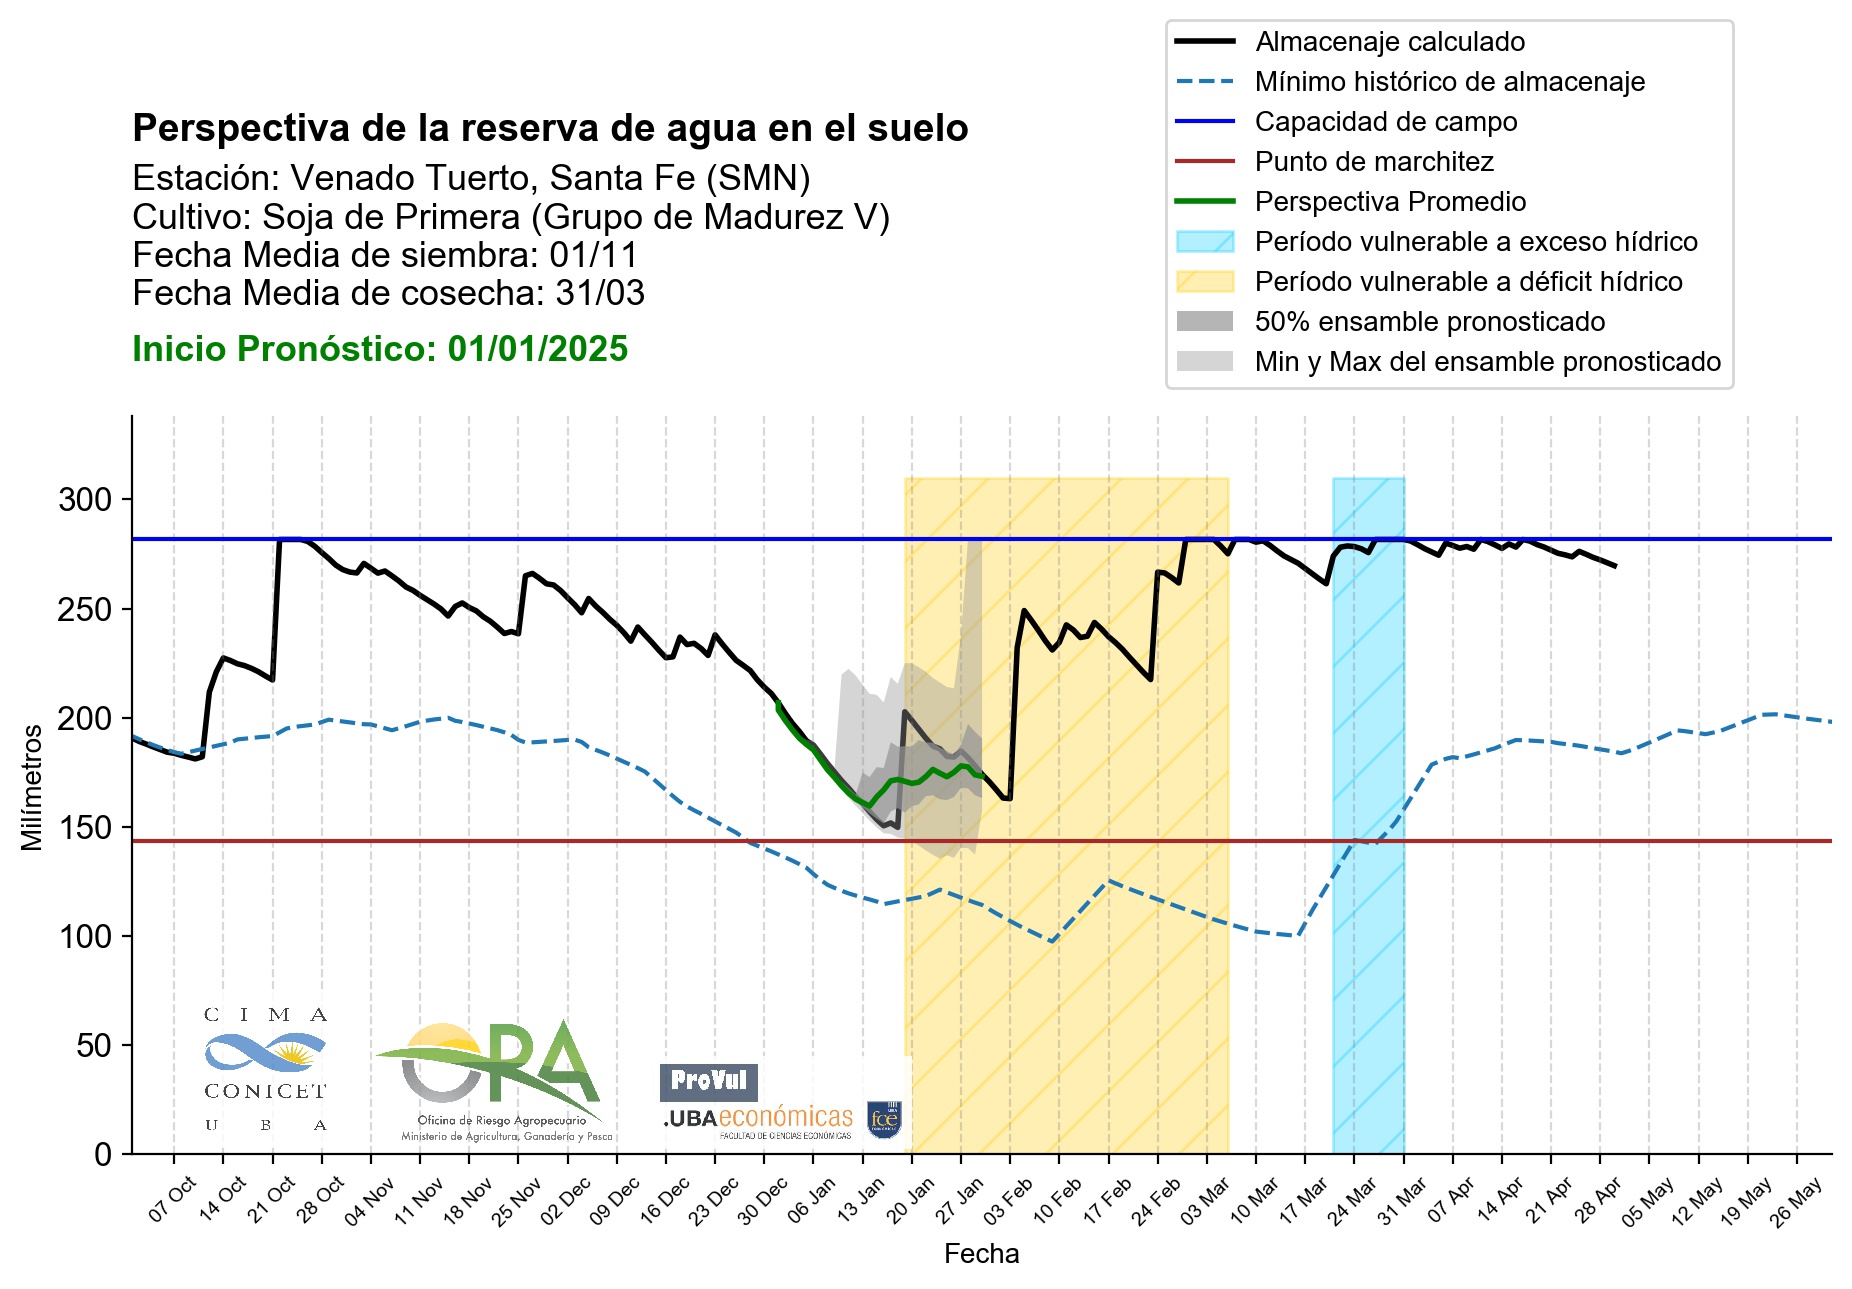 Almacenaje calculado
Mínimo histórico de almacenaje
Capacidad de campo
Punto de marchitez
Perspectiva Promedio
Período vulnerable a exceso hídrico
Período vulnerable a déficit hídrico
50% ensamble pronosticado
Min y Max del ensamble pronosticado
Perspectiva de la reserva de agua en el suelo
Estación: Venado Tuerto, Santa Fe (SMN)
Cultivo: Soja de Primera (Grupo de Madurez V)
Fecha Media de siembra: 01/11
Fecha Media de cosecha: 31/03
Inicio Pronóstico: 01/01/2025
Milímetros
300
250
200
150
100
50
0
CIMA
CONICET
UBA
ORA
Oficina de Riesgo Agropecuario
Ministerio de Agricultura, Ganadería y Pesca
ProVul
.UBAeconómicas
FACULTAD DE CIENCIAS ECONÓMICAS
UBA
fce
ECONÓMICAS
07 Oct
14 Oct
21 Oct
28 Oct
04 Nov
11 Nov
18 Nov
25 Nov
02 Dec
09 Dec
16 Dec
23 Dec
30 Dec
06 Jan
13 Jan
20 Jan
27 Jan
03 Feb
10 Feb
17 Feb
24 Feb
03 Mar
10 Mar
17 Mar
24 Mar
31 Mar
07 Apr
14 Apr
21 Apr
28 Apr
05 May
12 May
19 May
26 May
Fecha